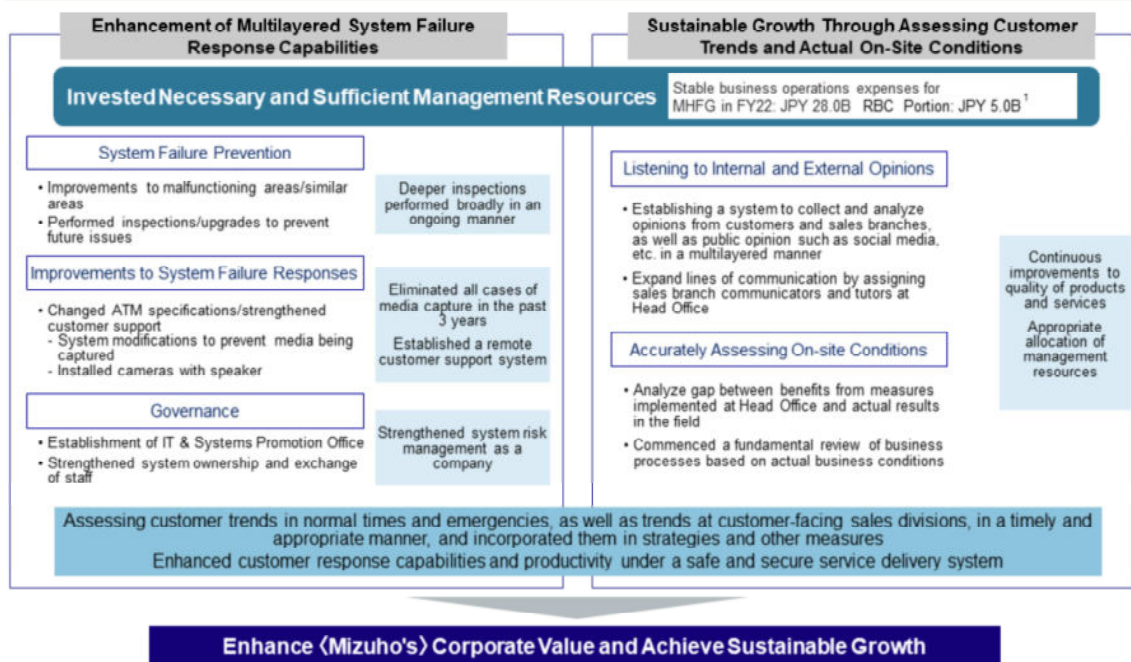 Enhancement of Multilayered System Failure
Response Capabilities
Sustainable Growth Through Assessing Customer
Trends and Actual On-Site Conditions
Invested Necessary and Sufficient Management Resources
Stable business operations expenses for
MHFG in FY22: JPY 28.0B RBC Portion: JPY 5.0B¹
System Failure Prevention
• Improvements to malfunctioning areas/similar
areas
• Performed inspections/upgrades to prevent
future issues
Deeper inspections
performed broadly in an
ongoing manner
Improvements to System Failure Responses
• Changed ATM specifications/strengthened
customer support
- System modifications to prevent media being
captured
- Installed cameras with speaker
Eliminated all cases of
media capture in the past
3 years
Established a remote
customer support system
Governance
• Establishment of IT & Systems Promotion Office
• Strengthened system ownership and exchange
of staff
Strengthened system risk
management as a
company
Listening to Internal and External Opinions
• Establishing a system to collect and analyze
opinions from customers and sales branches,
as well as public opinion such as social media,
etc. in a multilayered manner
• Expand lines of communication by assigning
sales branch communicators and tutors at
Head Office
Accurately Assessing On-site Conditions
• Analyze gap between benefits from measures
implemented at Head Office and actual results
in the field
• Commenced a fundamental review of business
processes based on actual business conditions
Continuous
improvements to
quality of products
and services
Appropriate
allocation of
management
resources
Assessing customer trends in normal times and emergencies, as well as trends at customer-facing sales divisions, in a timely and
appropriate manner, and incorporated them in strategies and other measures
Enhanced customer response capabilities and productivity under a safe and secure service delivery system
Enhance〈Mizuho's〉Corporate Value and Achieve Sustainable Growth